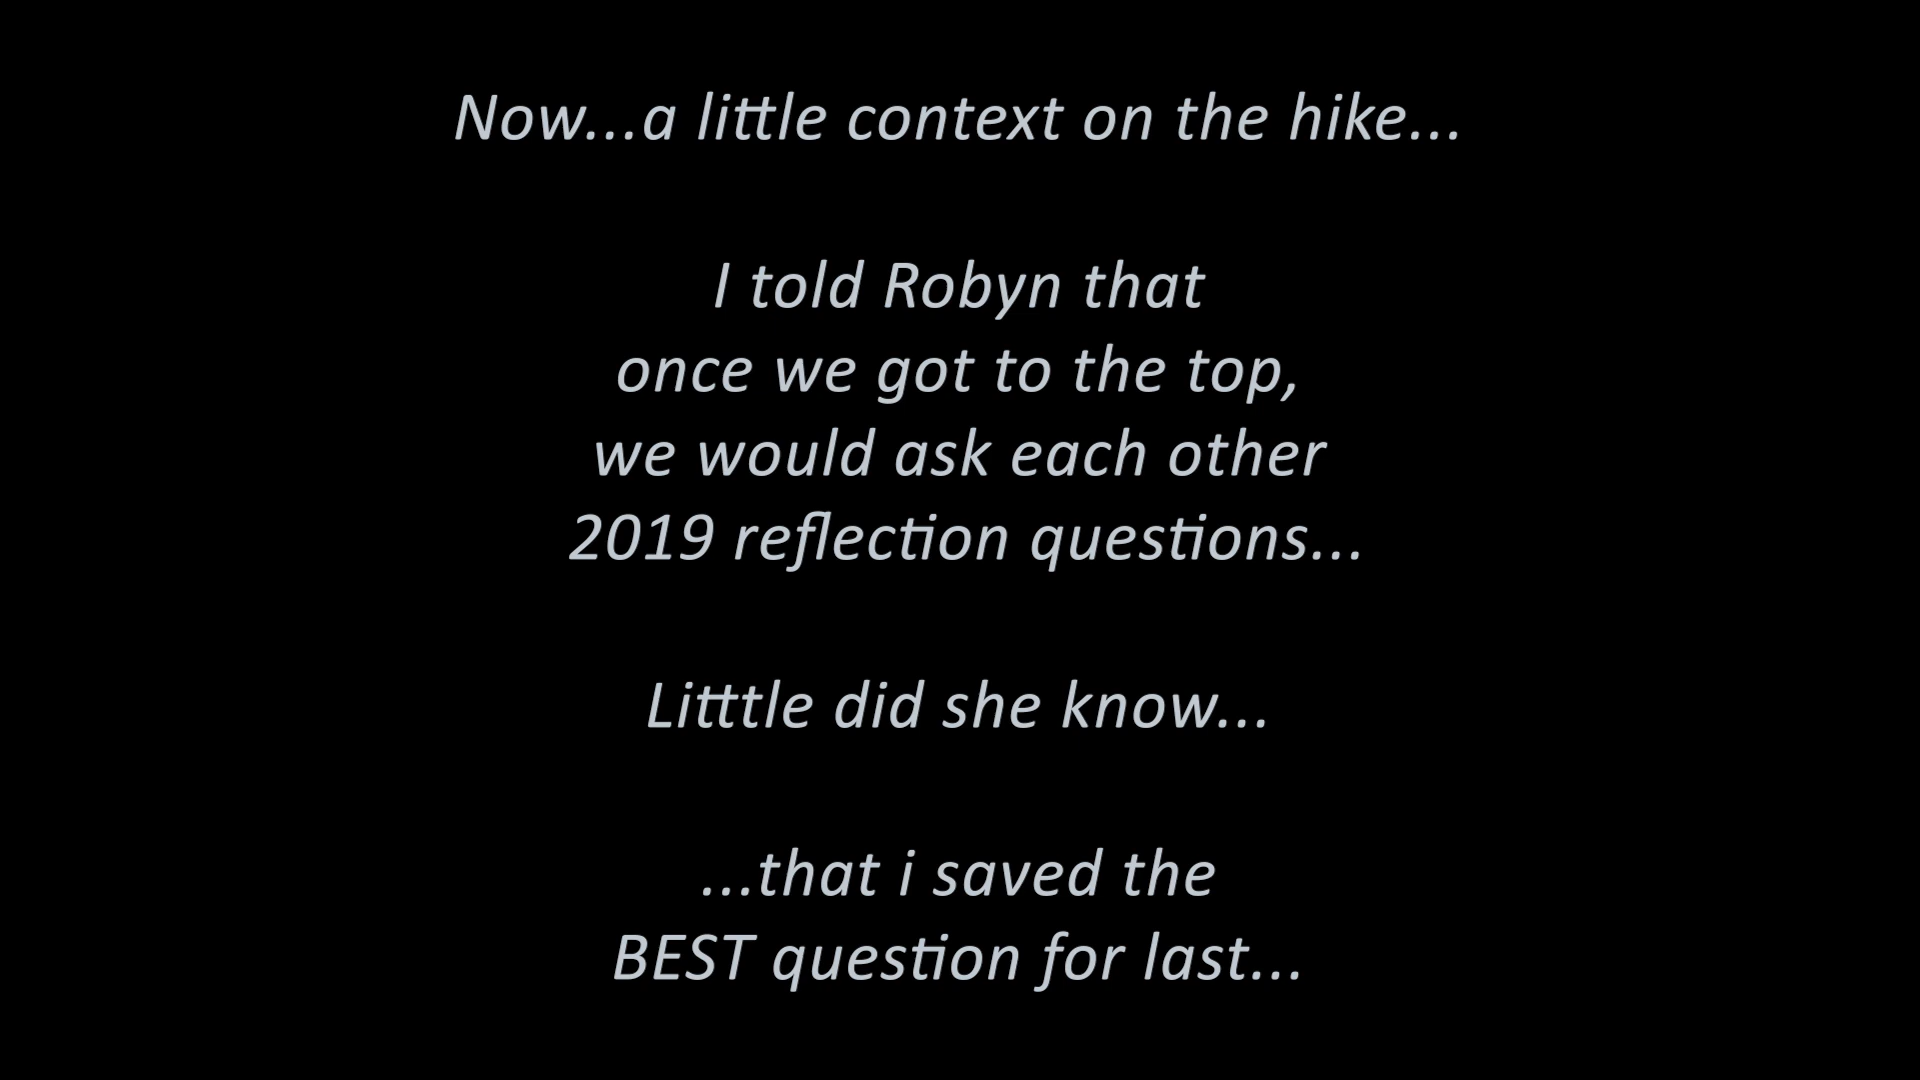 Now...a little context on the hike...
I told Robyn that
once we got to the top,
we would ask each other
2019 reflection questions...
Litttle did she know...
...that i saved the
BEST question for last...